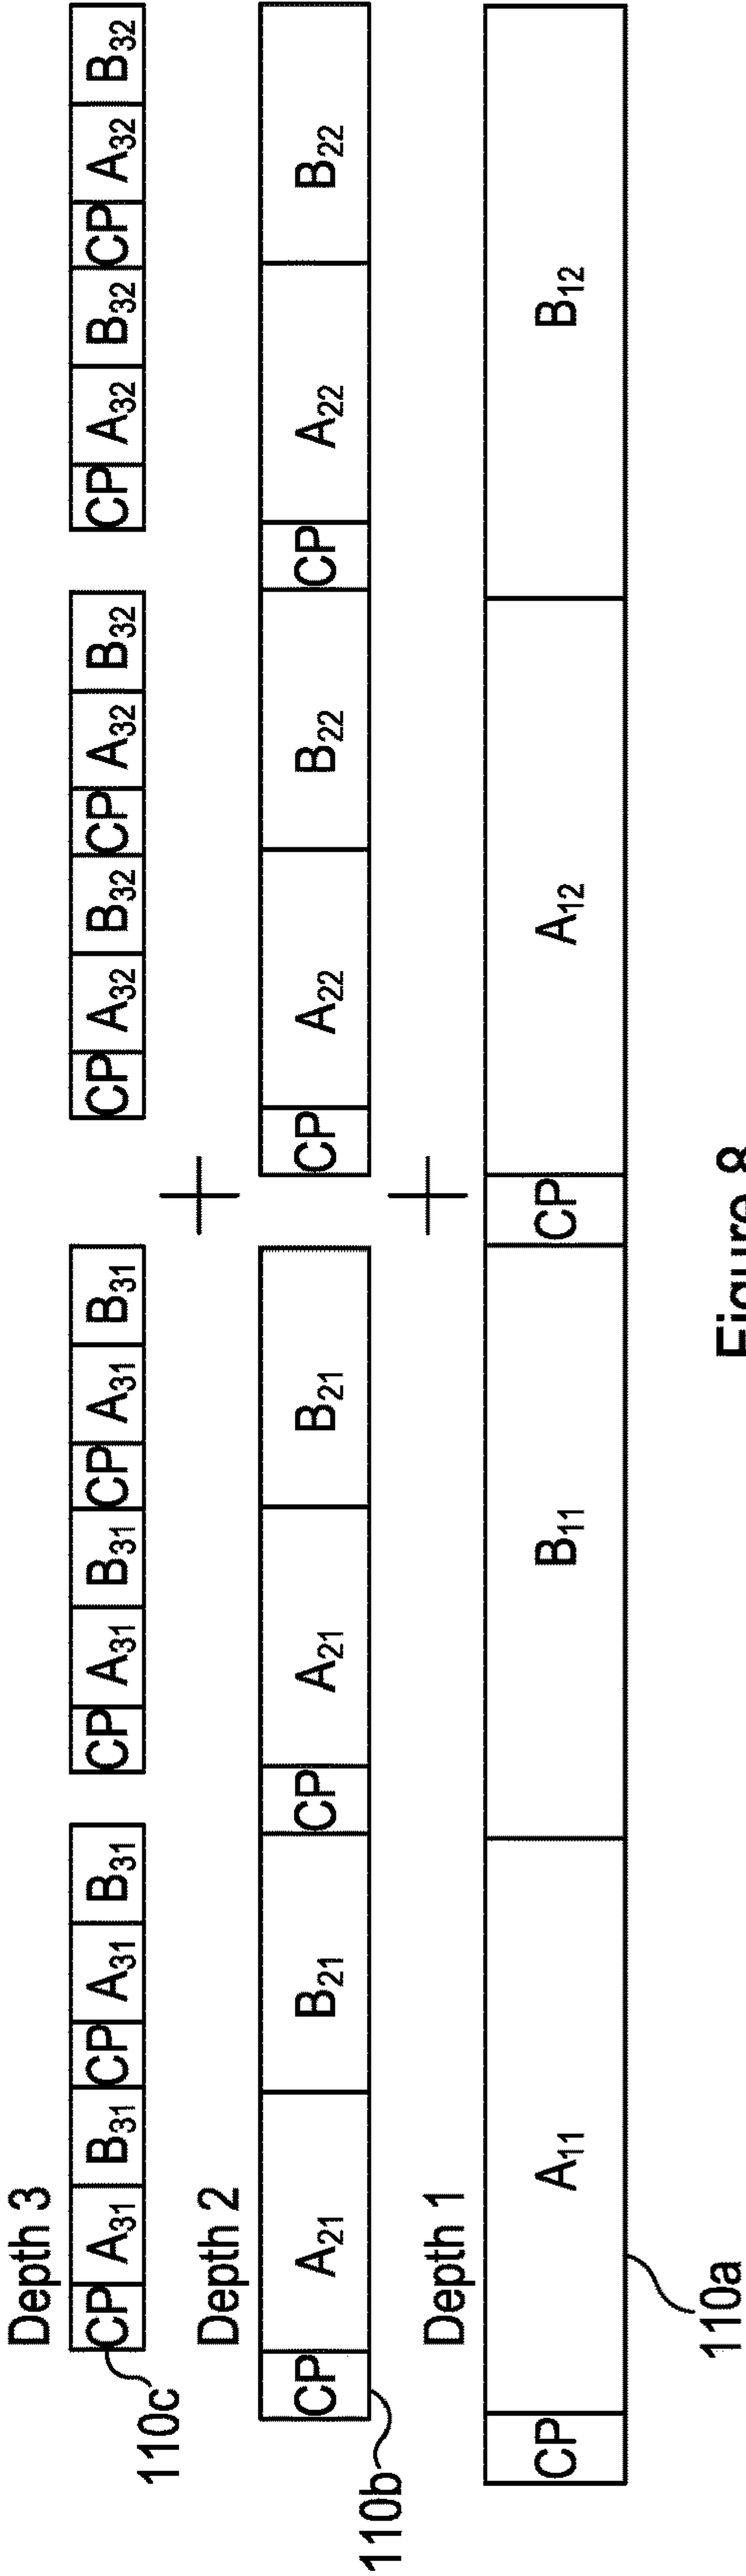 Depth 3
CP A31 B31 CP A31 B31 CP A31 B31 CP A31 B31 CP A32 B32 CP A32 B32 CP A32 B32 CP A32 B32
110c
+
Depth 2
CP A21 B21 CP A21 B21 CP A22 B22 CP A22 B22
110b
+
Depth 1
CP A11 B11 CP A12 B12
110a
Figure 8